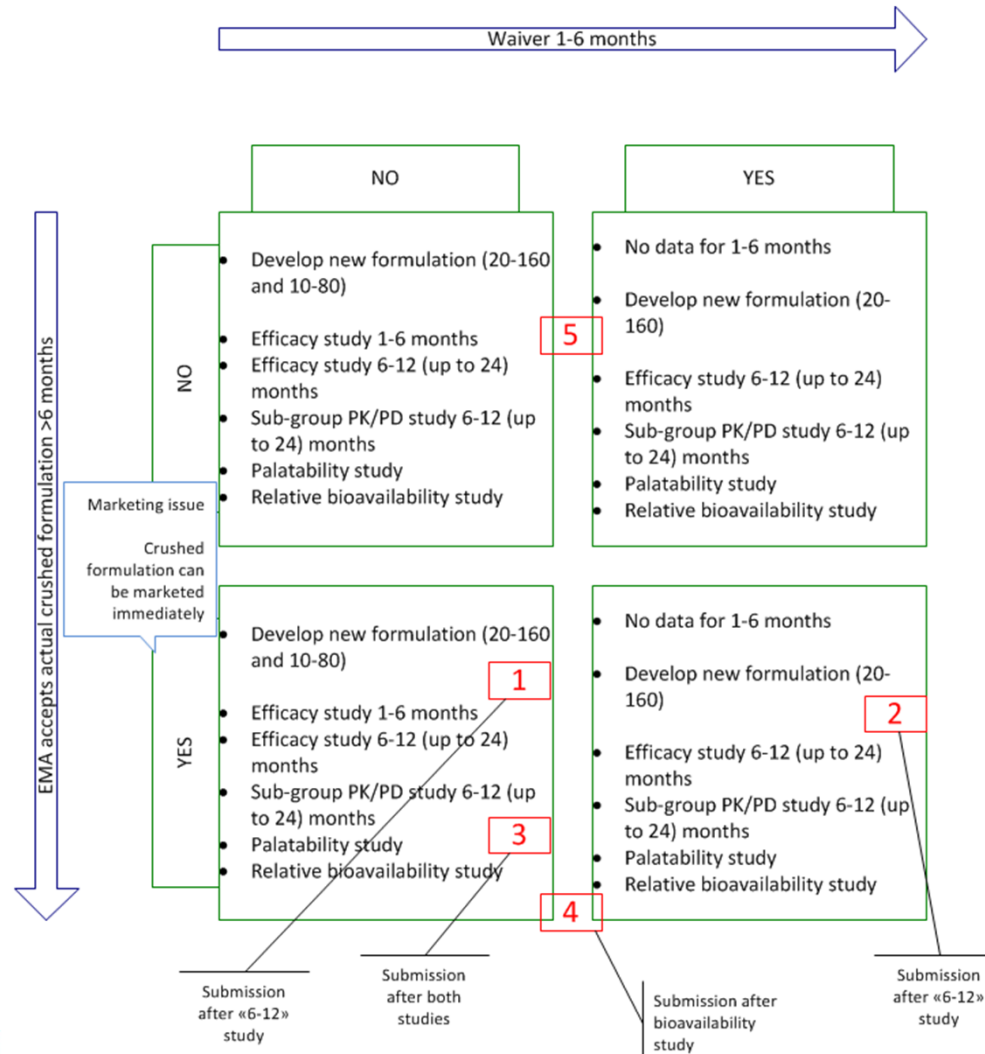 Waiver 1-6 months
NO
YES
EMA accepts actual crushed formulation >6 months
NO
• Develop new formulation (20-160
and 10-80)
• Efficacy study 1-6 months
• Efficacy study 6-12 (up to 24)
months
• Sub-group PK/PD study 6-12 (up
to 24) months
• Palatability study
• Relative bioavailability study
5
• No data for 1-6 months
• Develop new formulation (20-
160)
• Efficacy study 6-12 (up to 24)
months
• Sub-group PK/PD study 6-12 (up
to 24) months
• Palatability study
• Relative bioavailability study
Marketing issue
Crushed
formulation can
be marketed
immediately
YES
• Develop new formulation (20-160
and 10-80)
1
• Efficacy study 1-6 months
• Efficacy study 6-12 (up to 24)
months
• Sub-group PK/PD study 6-12 (up
to 24) months
3
• Palatability study
• Relative bioavailability study
4
• No data for 1-6 months
• Develop new formulation (20-
160)
2
• Efficacy study 6-12 (up to 24)
months
• Sub-group PK/PD study 6-12 (up
to 24) months
• Palatability study
• Relative bioavailability study
Submission
after «6-12»
study
Submission
after both
studies
Submission after
bioavailability
study
Submission
after «6-12»
study